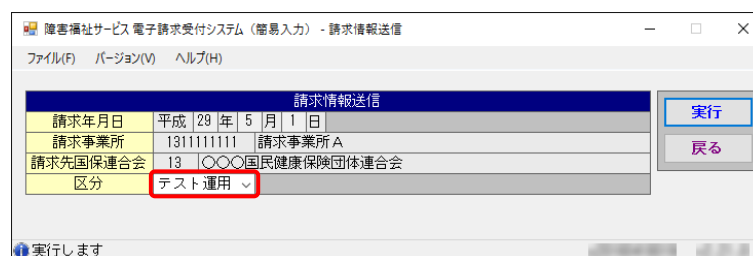 障害福祉サービス 電子請求受付システム（簡易入力） - 請求情報送信
ファイル(F) バージョン(V) ヘルプ(H)
請求情報送信
請求年月日 平成 29 年 5 月 1 日
請求事業所 1311111111 請求事業所Ａ
請求先国保連合会 13 〇〇〇国民健康保険団体連合会
区分 テスト運用
実行
戻る
実行します